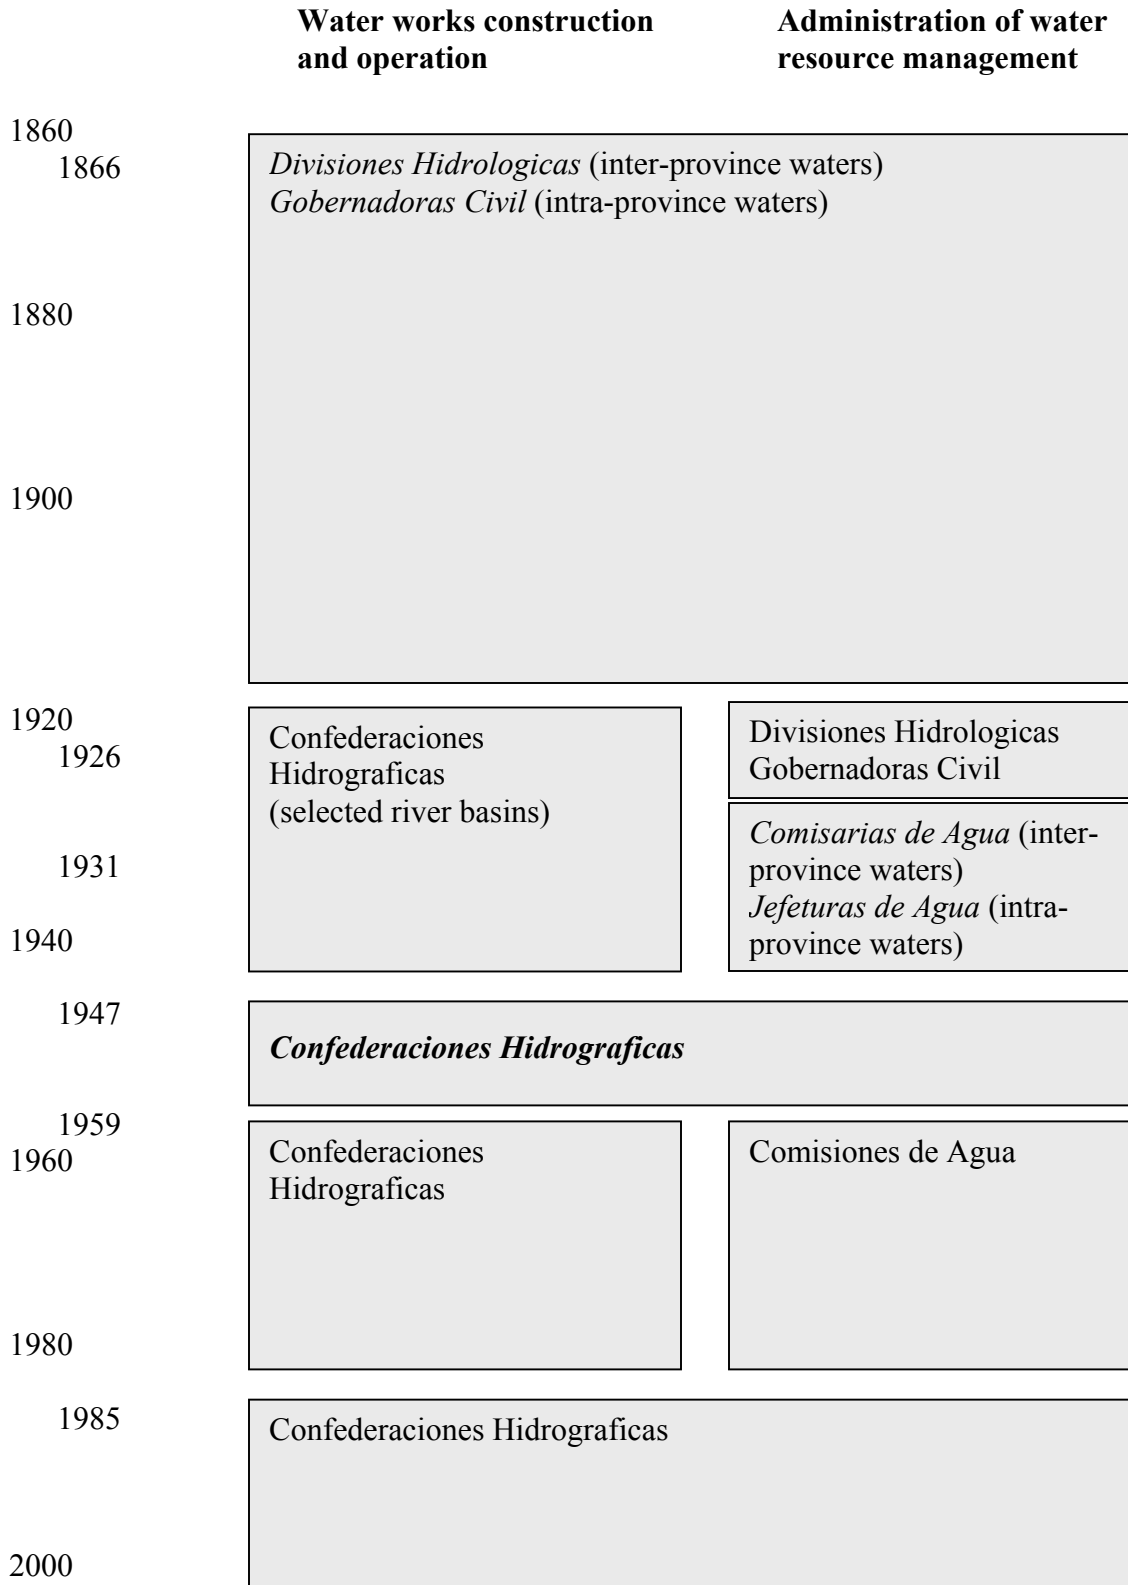 Water works construction
and operation
Administration of water
resource management
1860
1866
Divisiones Hidrologicas (inter-province waters)
Gobernadoras Civil (intra-province waters)
1880
1900
1920
1926
Confederaciones
Hidrograficas
(selected river basins)
Divisiones Hidrologicas
Gobernadoras Civil
1931
Comisarias de Agua (inter-
province waters)
Jefeturas de Agua (intra-
province waters)
1940
1947
Confederaciones Hidrograficas
1959
1960
Confederaciones
Hidrograficas
Comisiones de Agua
1980
1985
Confederaciones Hidrograficas
2000